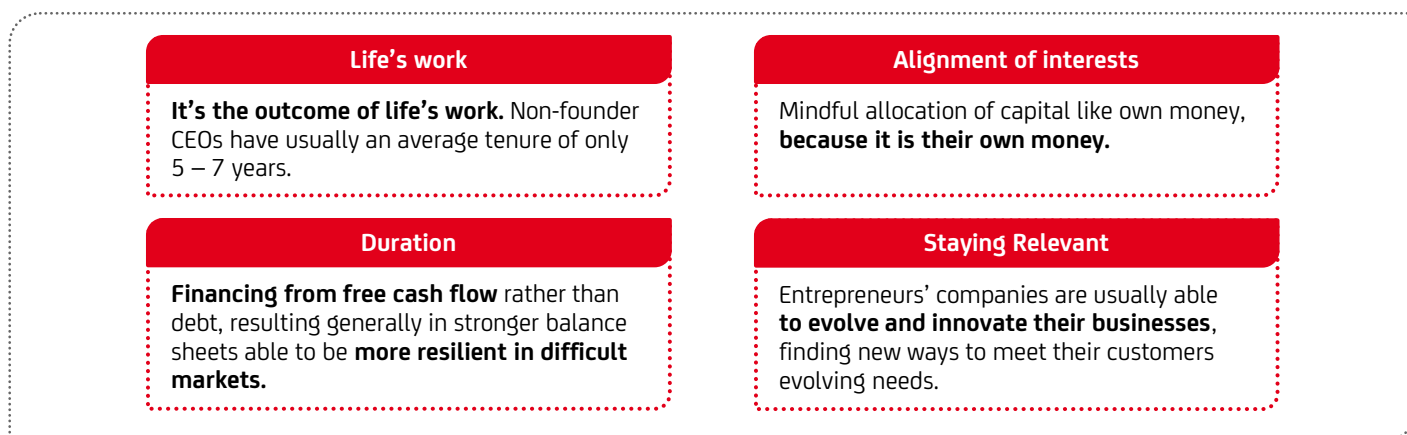 Life’s work
It’s the outcome of life’s work. Non-founder
CEOs have usually an average tenure of only
5 – 7 years.
Alignment of interests
Mindful allocation of capital like own money,
because it is their own money.
Duration
Financing from free cash flow rather than
debt, resulting generally in stronger balance
sheets able to be more resilient in difficult
markets.
Staying Relevant
Entrepreneurs’ companies are usually able
to evolve and innovate their businesses,
finding new ways to meet their customers
evolving needs.